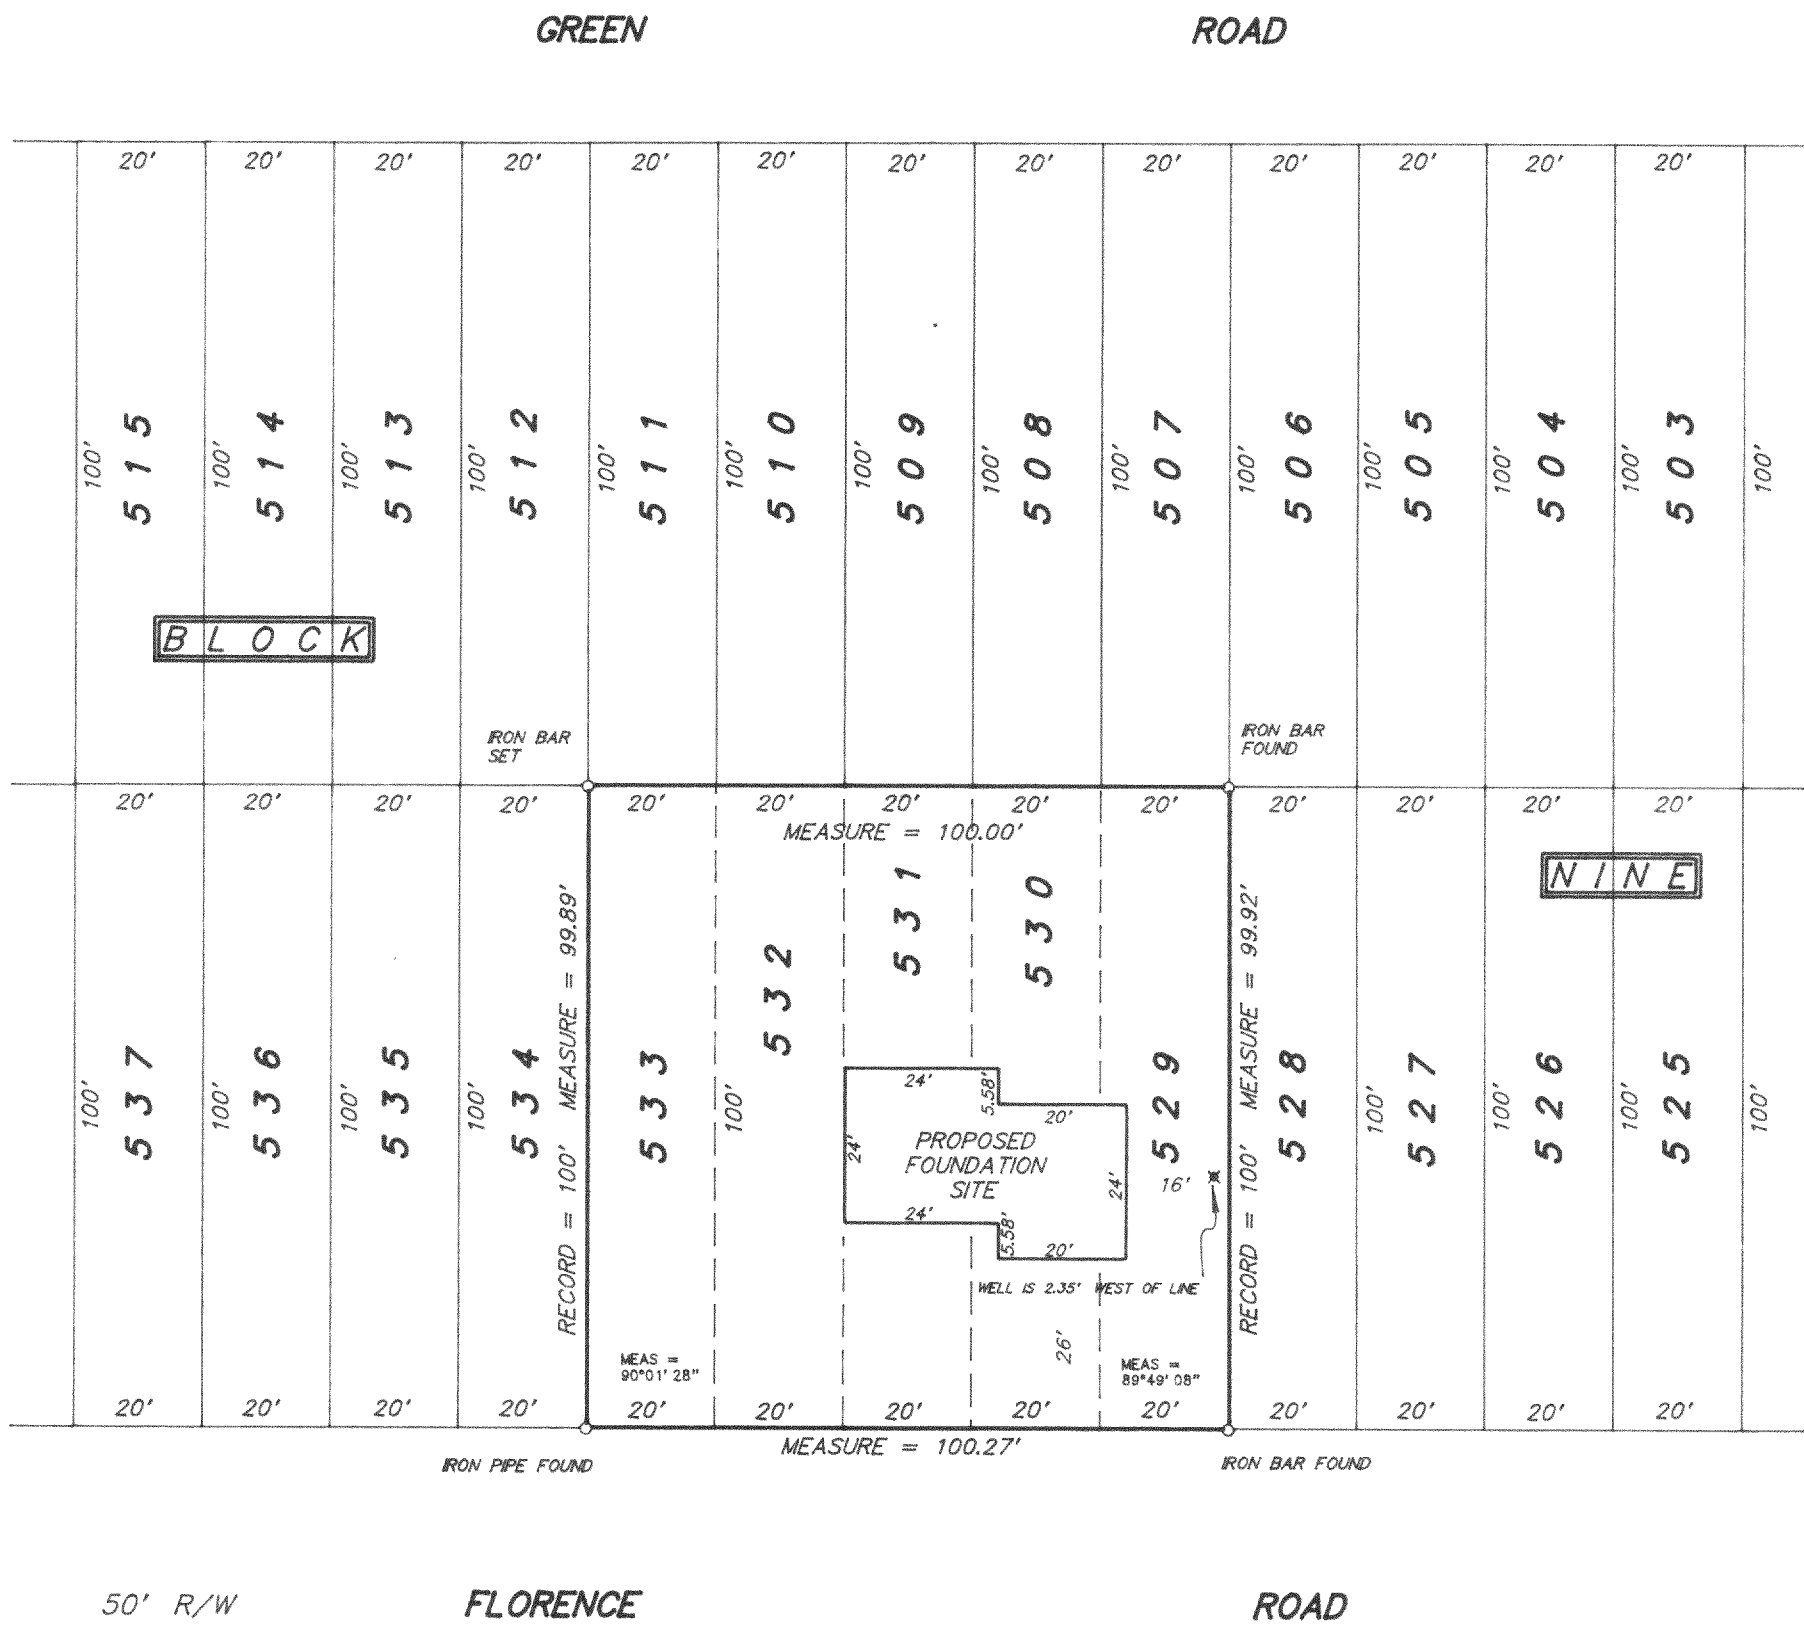 GREEN ROAD
20' 20' 20' 20' 20' 20' 20' 20' 20' 20' 20' 20' 20'
100' 515 100' 514 100' 513 100' 512 100' 511 100' 510 100' 509 100' 508 100' 507 100' 506 100' 505 100' 504 100' 503 100'
BLOCK
IRON BAR
SET
IRON BAR
FOUND
20' 20' 20' 20' 20' 20' 20' 20' 20' 20' 20' 20' 20'
MEASURE = 100.00'
NINE
100' 537 100' 536 100' 535 100' 534
RECORD = 100' MEASURE = 99.89'
533 100' 532 531 530 529
RECORD = 100' MEASURE = 99.92'
528 100' 527 100' 526 100' 525 100'
24'
5.58'
20'
24'
PROPOSED
FOUNDATION
SITE
24'
16'
24'
5.58'
20'
WELL IS 2.35' WEST OF LINE
26'
MEAS =
90°01'28"
MEAS =
89°49'08"
20' 20' 20' 20' 20' 20' 20' 20' 20' 20' 20' 20' 20'
MEASURE = 100.27'
IRON PIPE FOUND
IRON BAR FOUND
50' R/W FLORENCE ROAD